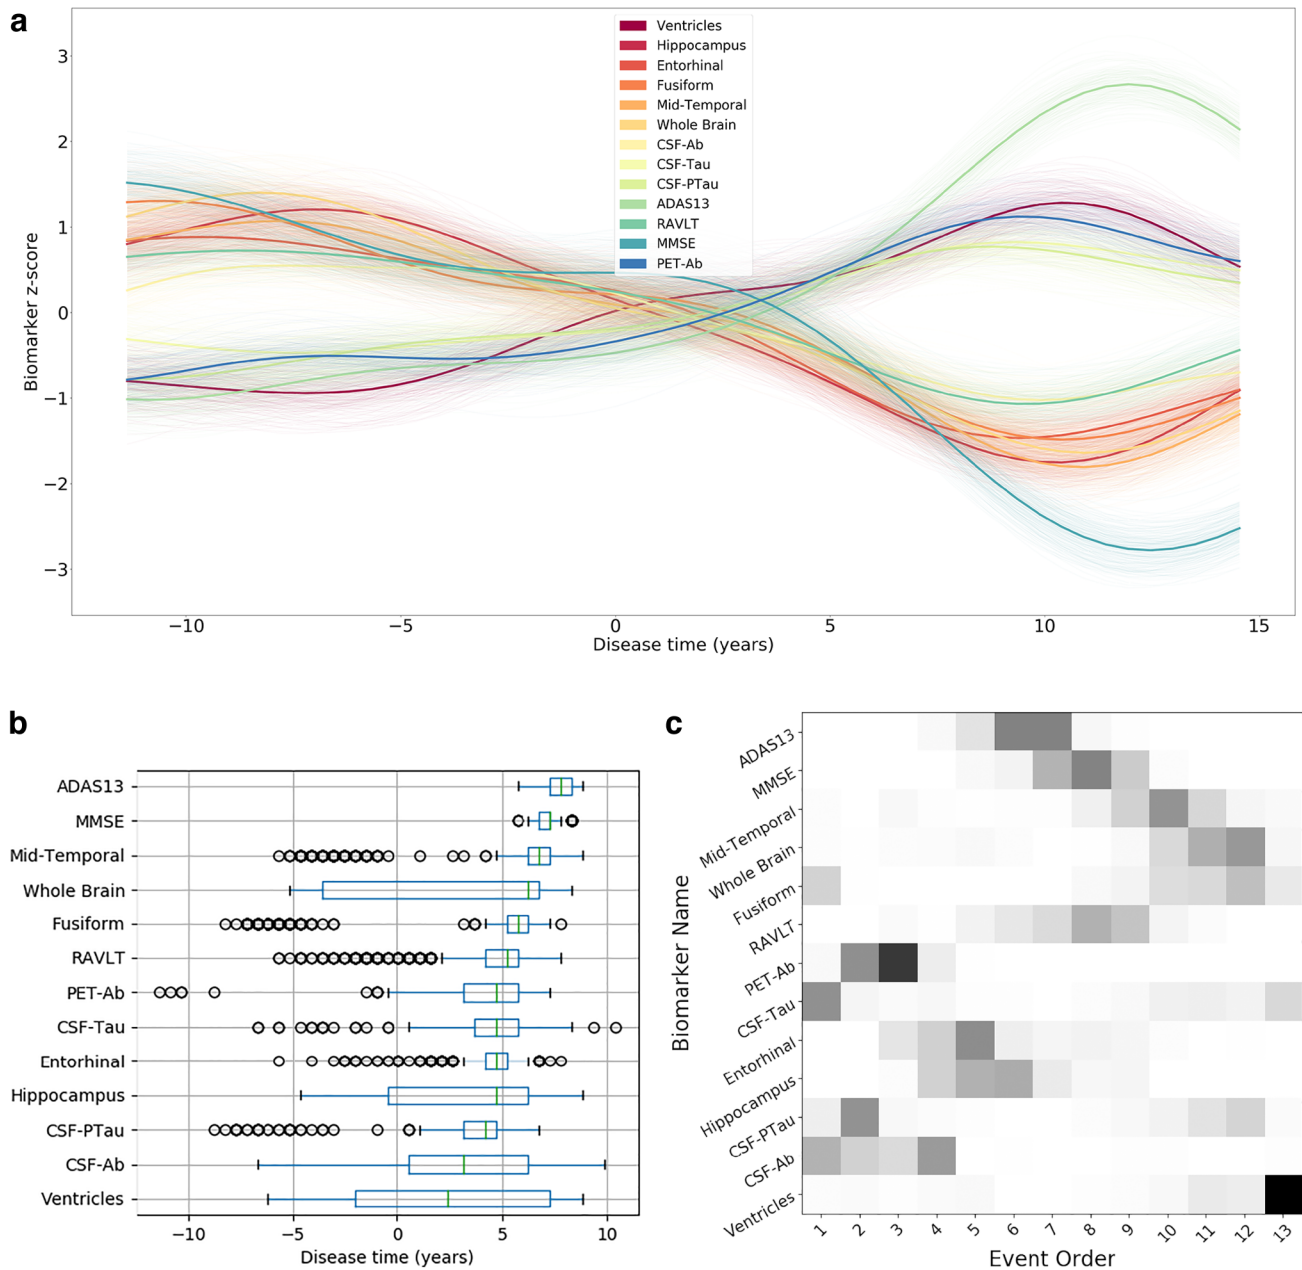 a
Ventricles
Hippocampus
Entorhinal
Fusiform
Mid-Temporal
Whole Brain
CSF-Ab
CSF-Tau
CSF-PTau
ADAS13
RAVLT
MMSE
PET-Ab
Biomarker z-score
3
2
1
0
−1
−2
−3
−10 −5 0 5 10 15
Disease time (years)
b
ADAS13
MMSE
Mid-Temporal
Whole Brain
Fusiform
RAVLT
PET-Ab
CSF-Tau
Entorhinal
Hippocampus
CSF-PTau
CSF-Ab
Ventricles
−10 −5 0 5 10
Disease time (years)
c
Biomarker Name
ADAS13
MMSE
Mid-Temporal
Whole Brain
Fusiform
RAVLT
PET-Ab
CSF-Tau
Entorhinal
Hippocampus
CSF-PTau
CSF-Ab
Ventricles
1 2 3 4 5 6 7 8 9 10 11 12 13
Event Order